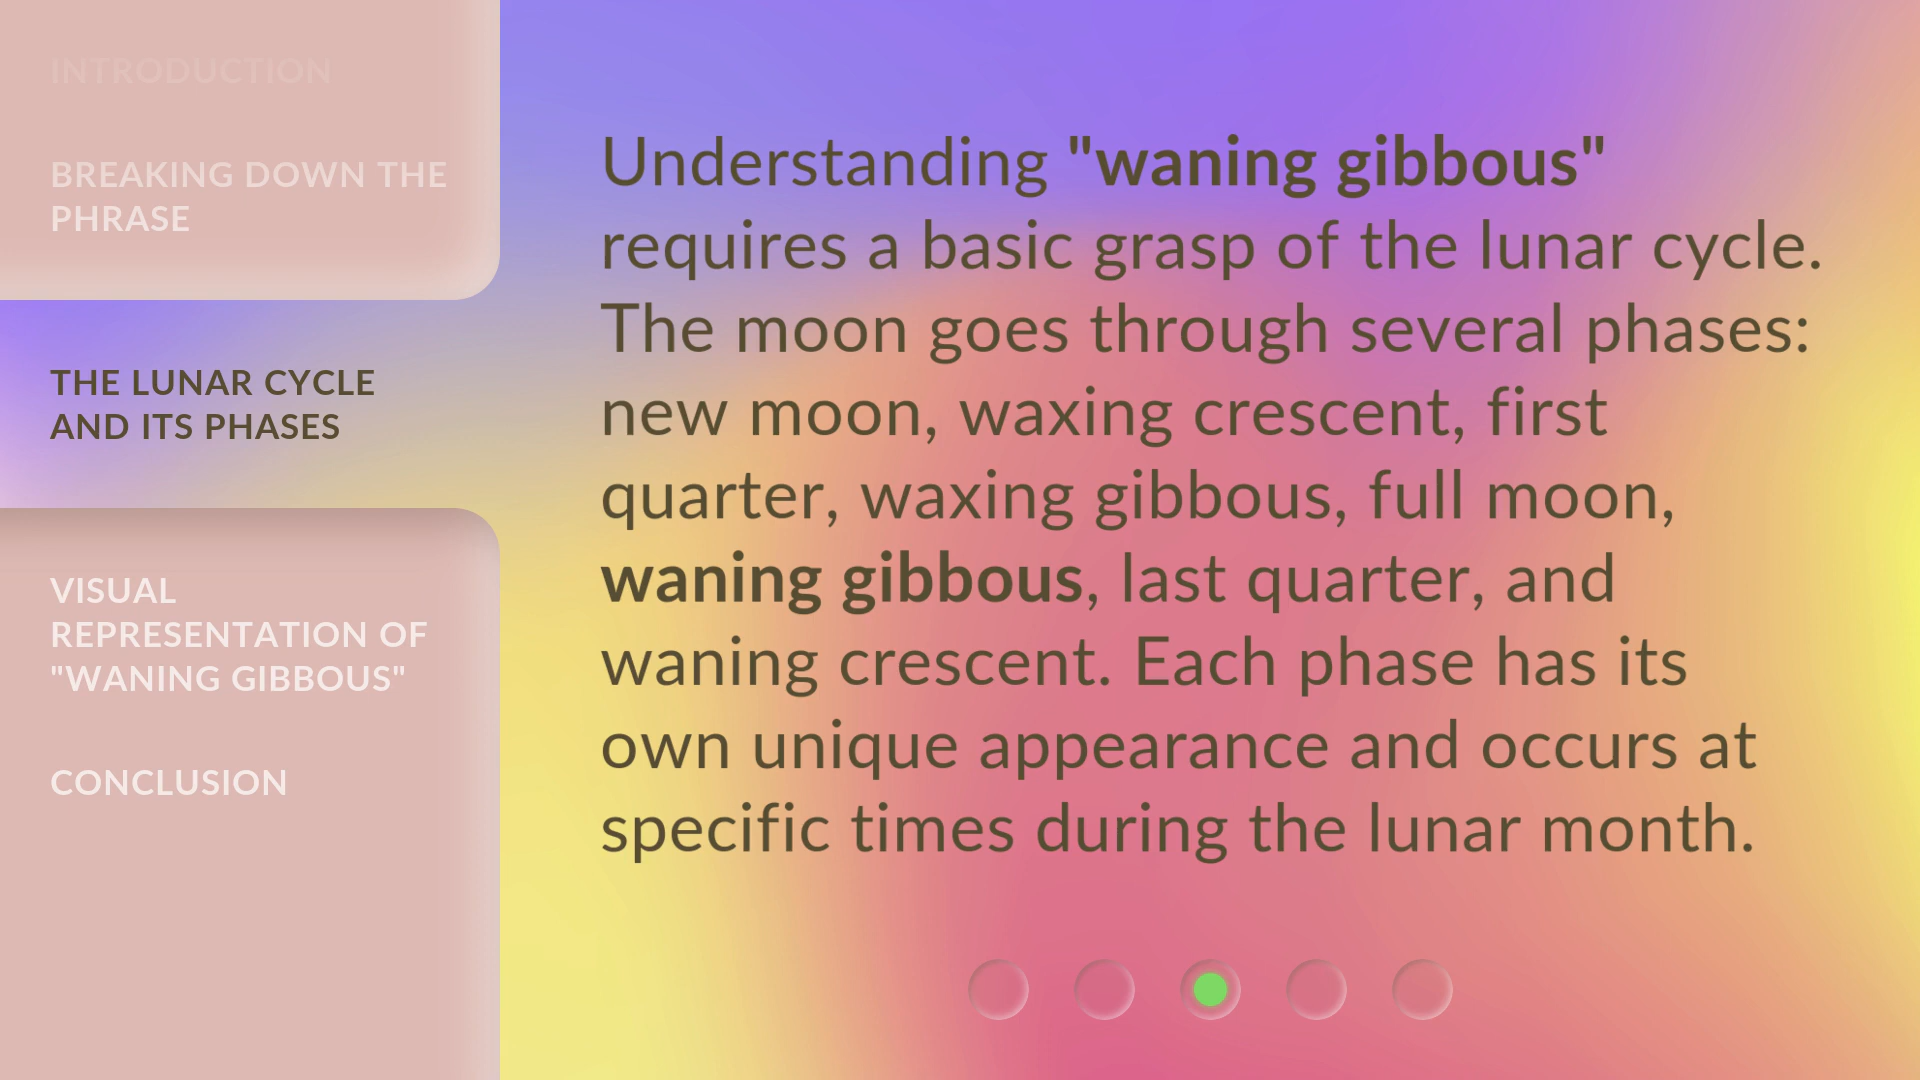 INTRODUCTION
BREAKING DOWN THE
PHRASE
THE LUNAR CYCLE
AND ITS PHASES
VISUAL
REPRESENTATION OF
"WANING GIBBOUS"
CONCLUSION
Understanding "waning gibbous"
requires a basic grasp of the lunar cycle.
The moon goes through several phases:
new moon, waxing crescent, first
quarter, waxing gibbous, full moon,
waning gibbous, last quarter, and
waning crescent. Each phase has its
own unique appearance and occurs at
specific times during the lunar month.